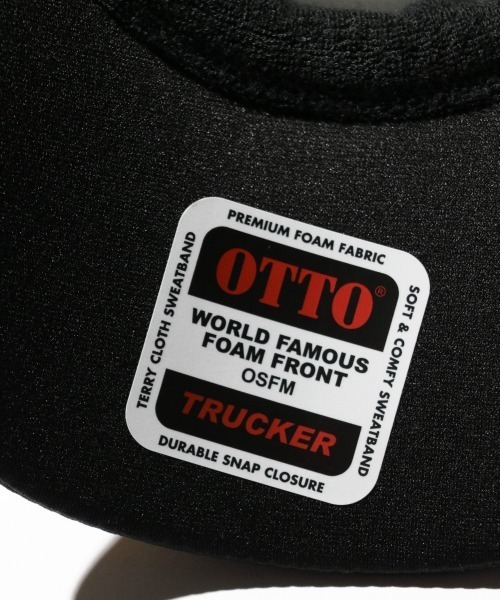 PREMIUM FOAM FABRIC
OTTO®
WORLD FAMOUS
FOAM FRONT
OSFM
TRUCKER
DURABLE SNAP CLOSURE
TERRY CLOTH SWEATBAND
SOFT & COMFY SWEATBAND